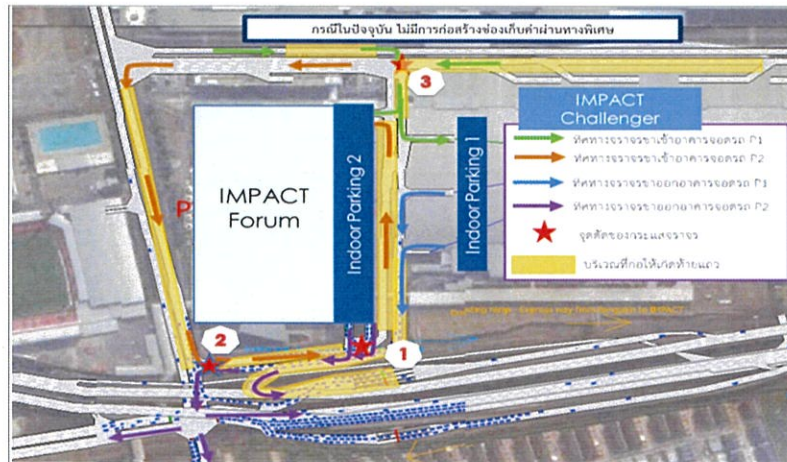 กรณีในปัจจุบัน ไม่มีการก่อสร้างช่องเก็บค่าผ่านทางพิเศษ
3
IMPACT
Challenger
ทิศทางจราจรขาเข้าอาคารจอดรถ P1
ทิศทางจราจรขาเข้าอาคารจอดรถ P2
ทิศทางจราจรขาออกอาคารจอดรถ P1
ทิศทางจราจรขาออกอาคารจอดรถ P2
จุดตัดของกระแสจราจร
บริเวณที่ก่อให้เกิดท้ายแถว
IMPACT
Forum
Indoor Parking 2
Indoor Parking 1
P
2
1